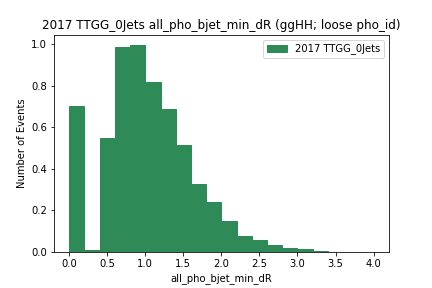 2017 TTGG_0Jets all_pho_bjet_min_dR (ggHH; loose pho_id)
2017 TTGG_0Jets
Number of Events
1.0
0.8
0.6
0.4
0.2
0.0
0.0 0.5 1.0 1.5 2.0 2.5 3.0 3.5 4.0
all_pho_bjet_min_dR